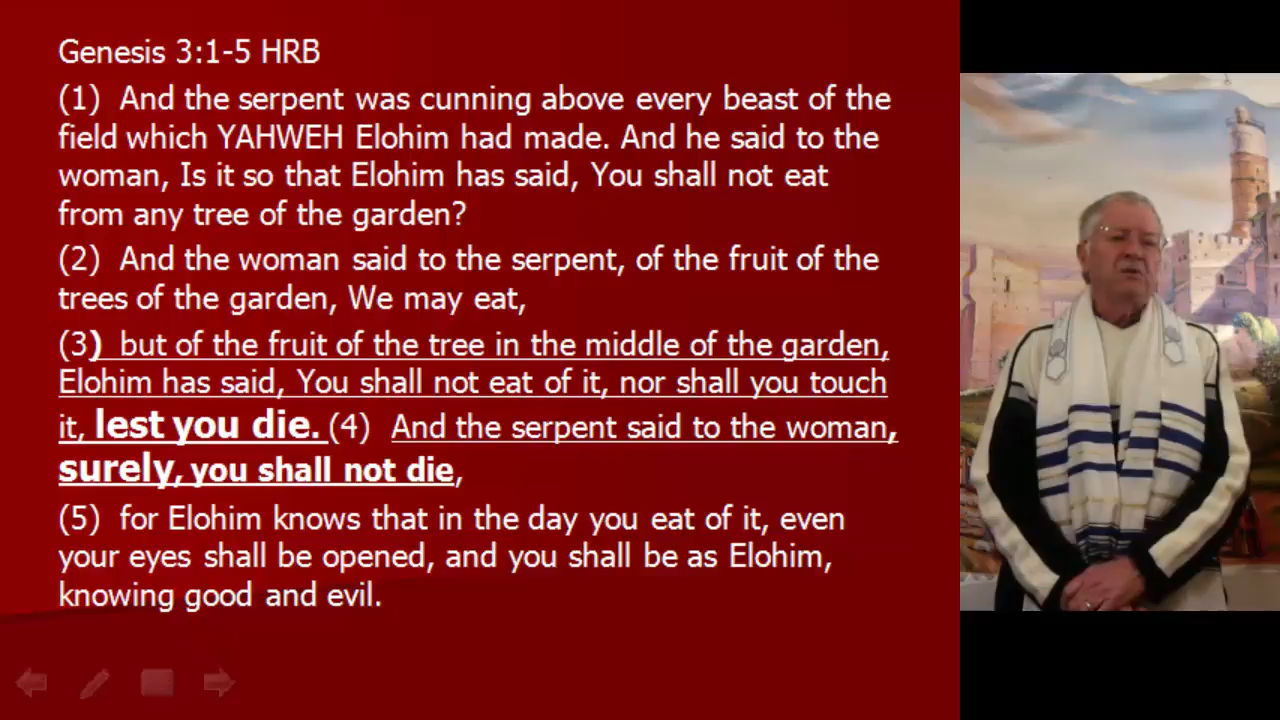 Genesis 3:1-5 HRB
(1) And the serpent was cunning above every beast of the
field which YAHWEH Elohim had made. And he said to the
woman, Is it so that Elohim has said, You shall not eat
from any tree of the garden?
(2) And the woman said to the serpent, of the fruit of the
trees of the garden, We may eat,
(3) but of the fruit of the tree in the middle of the garden,
Elohim has said, You shall not eat of it, nor shall you touch
it, lest you die. (4) And the serpent said to the woman,
surely, you shall not die,
(5) for Elohim knows that in the day you eat of it, even
your eyes shall be opened, and you shall be as Elohim,
knowing good and evil.